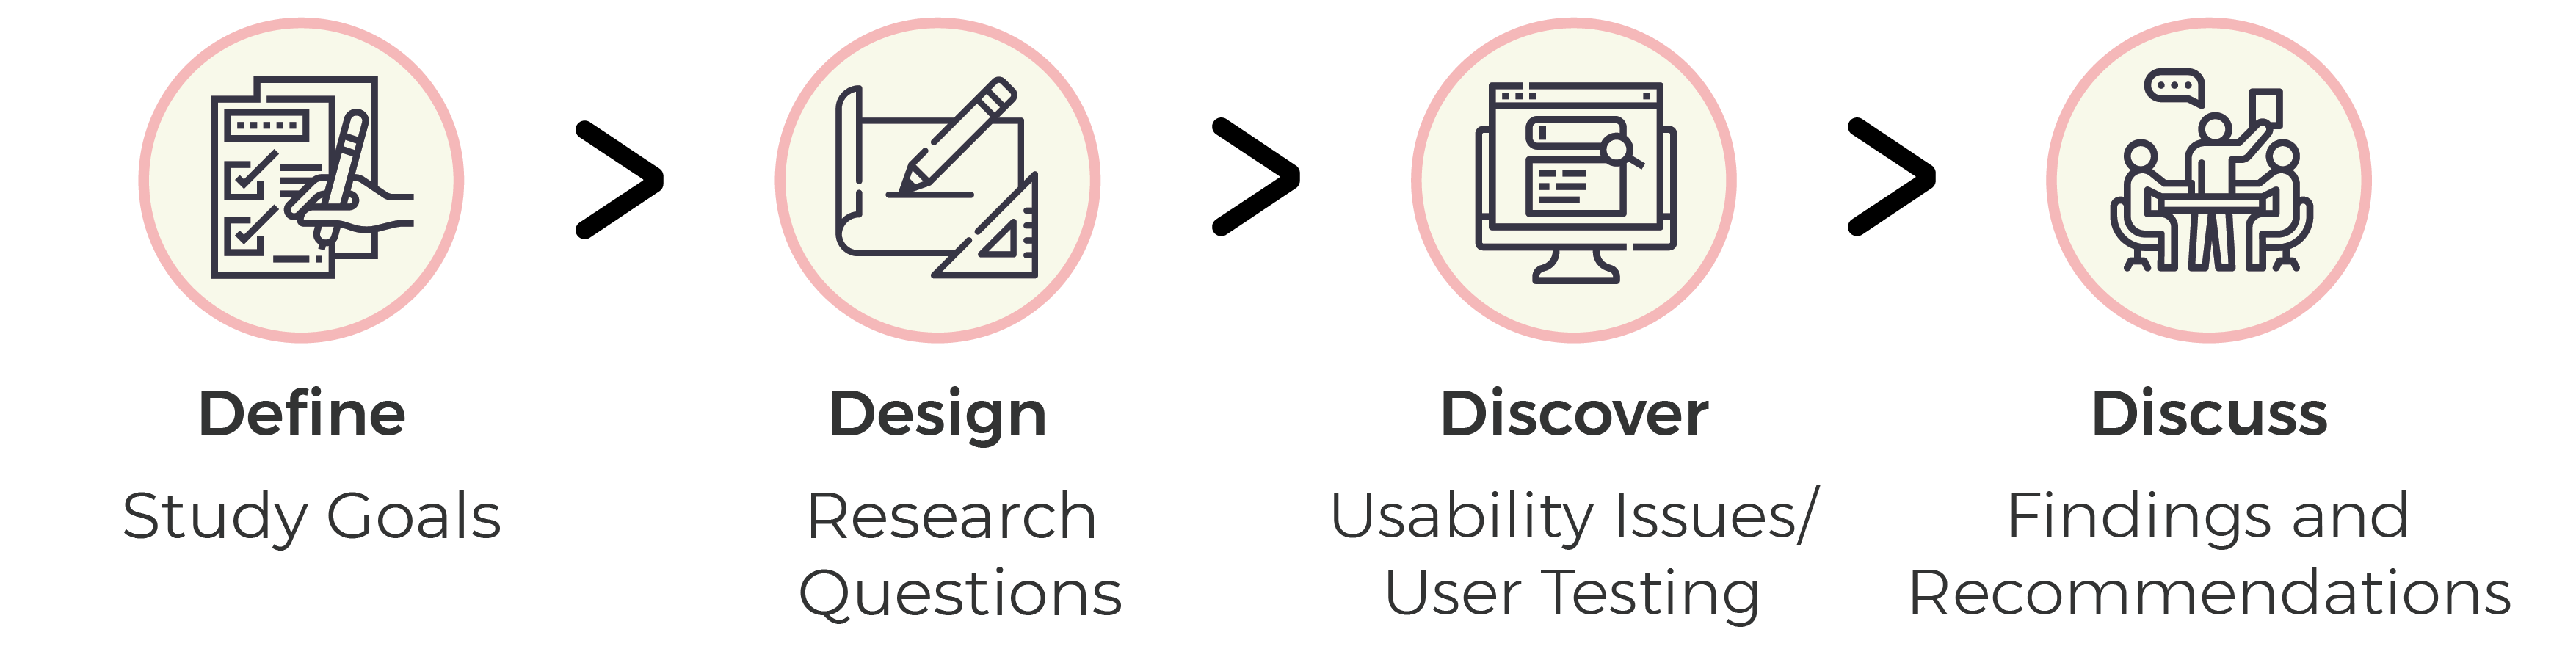 Define
Study Goals
Design
Research
Questions
Discover
Usability Issues/
User Testing
Discuss
Findings and
Recommendations